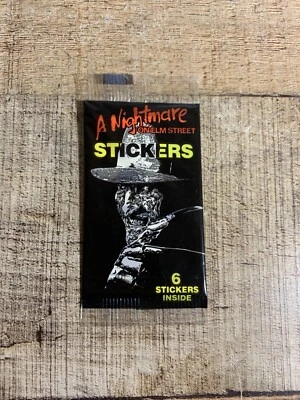 A Nightmare
ON ELM STREET
STICKERS
6
STICKERS
INSIDE